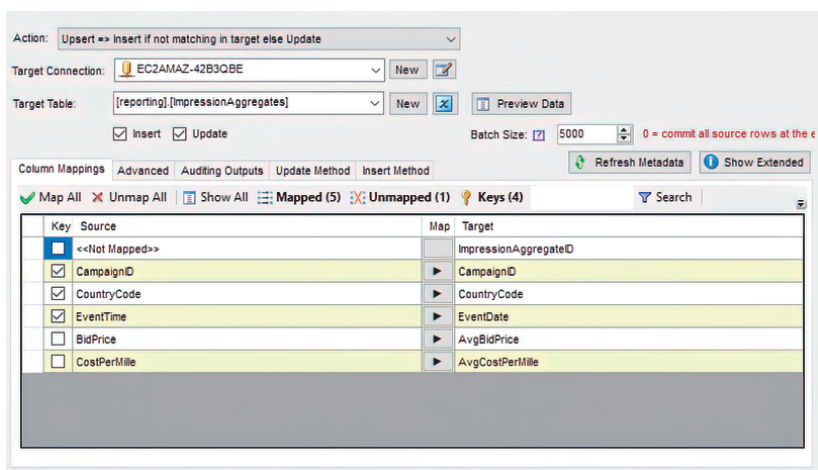 Action: Upsert => Insert if not matching in target else Update
Target Connection: EC2AMAZ-42B3QBE New
Target Table: [reporting].[ImpressionAggregates] New Preview Data
Insert Update Batch Size: [?] 5000 0 = commit all source rows at the e
Column Mappings Advanced Auditing Outputs Update Method Insert Method Refresh Metadata Show Extended
Map All Unmap All Show All Mapped (5) Unmapped (1) Keys (4) Search
Key Source Map Target
<<Not Mapped>> ImpressionAggregateID
CampaignID CampaignID
CountryCode CountryCode
EventTime EventDate
BidPrice AvgBidPrice
CostPerMille AvgCostPerMille